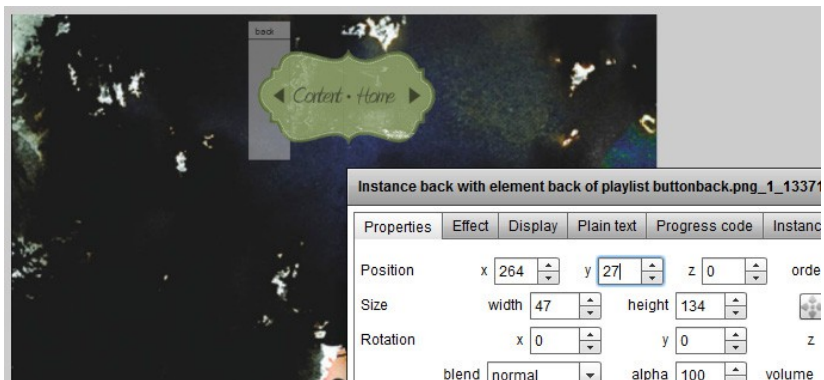 back
Content • Home
Instance back with element back of playlist buttonback.png_1_13371
Properties Effect Display Plain text Progress code Instanc
Position x 264 y 27 z 0 orde
Size width 47 height 134
Rotation x 0 y 0 z
blend normal alpha 100 volume